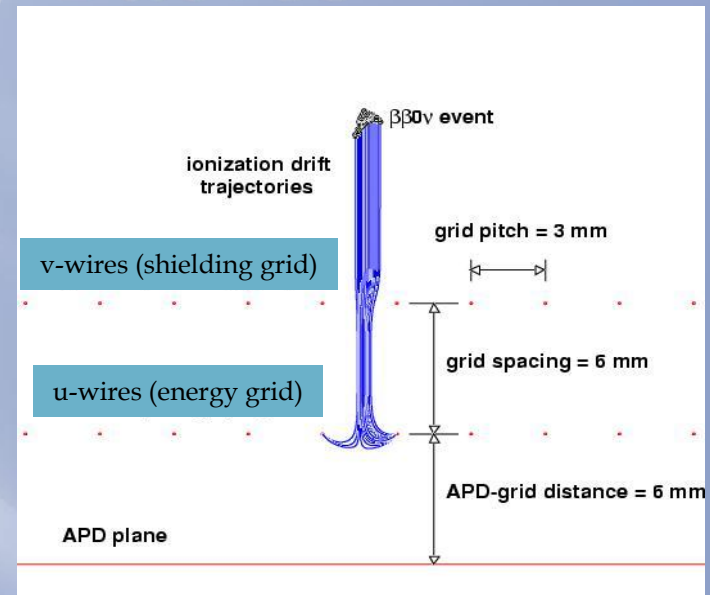 ββ0ν event
ionization drift
trajectories
grid pitch = 3 mm
v-wires (shielding grid)
grid spacing = 6 mm
u-wires (energy grid)
APD-grid distance = 6 mm
APD plane